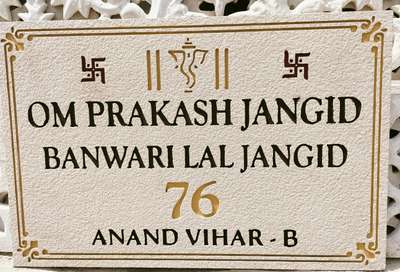 OM PRAKASH JANGID
BANWARI LAL JANGID
76
ANAND VIHAR - B